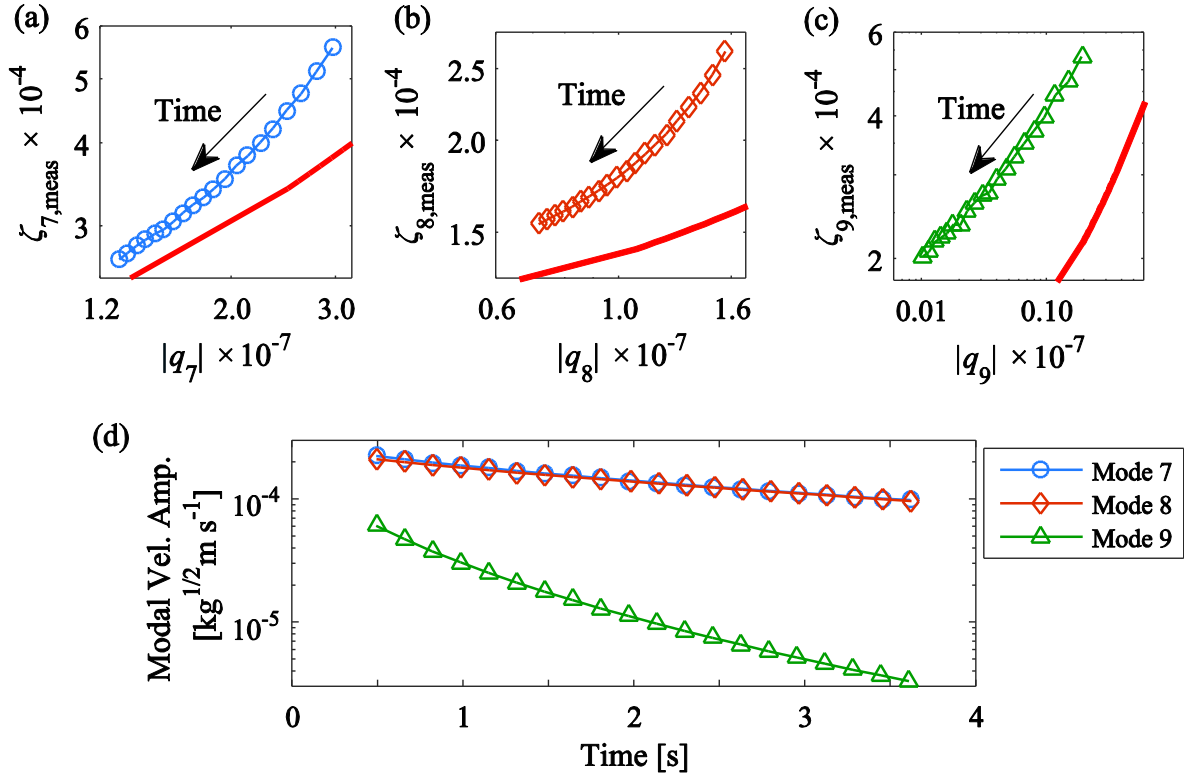 (a)
6
5
4
3
ζ7,meas × 10-4
Time
1.2
2.0
3.0
|q7| ×10-7
(b)
2.5
2.0
1.5
ζ8,meas × 10-4
Time
0.6
1.0
1.6
|q8| ×10-7
(c)
6
4
2
ζ9,meas × 10-4
Time
0.01
0.10
|q9| ×10-7
(d)
Modal Vel. Amp.
[kg1/2m s-1]
10-4
10-5
0
1
2
3
4
Time [s]
Mode 7
Mode 8
Mode 9